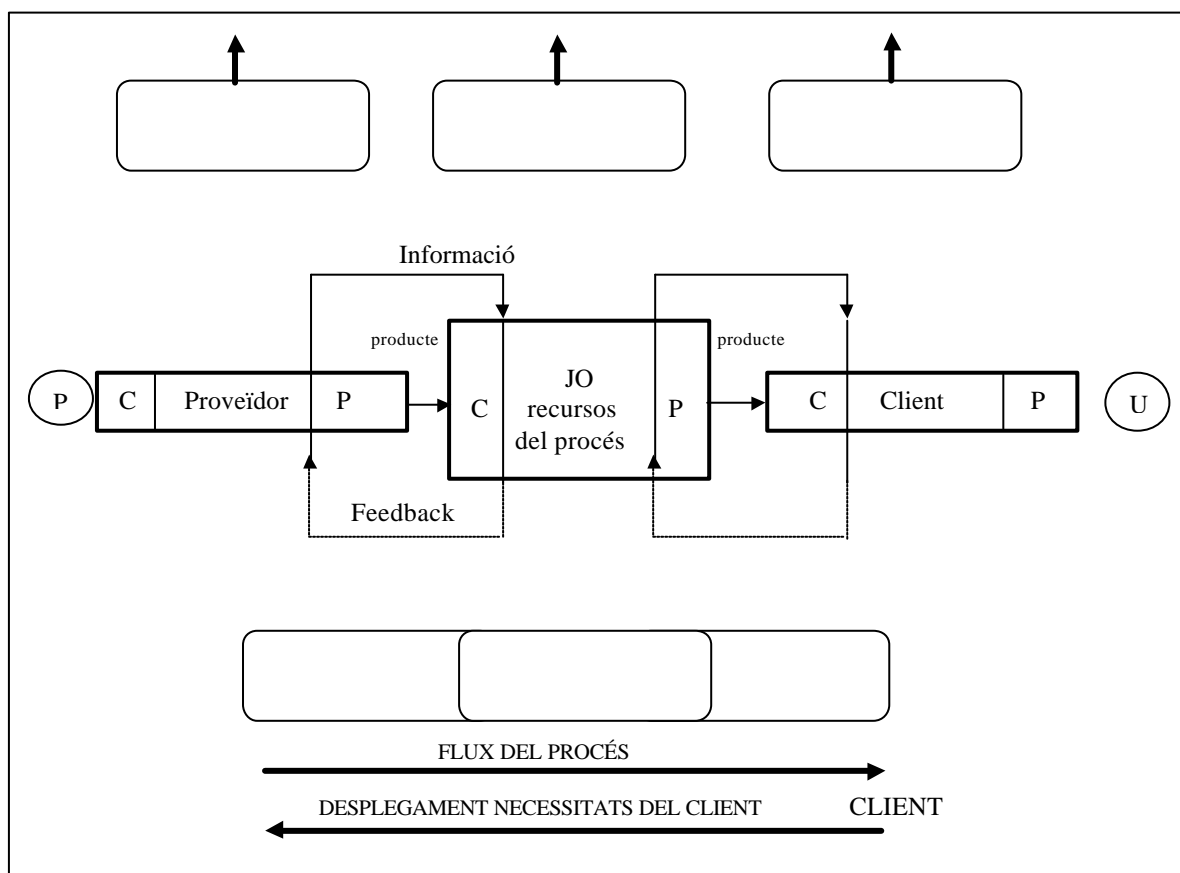 Informació
producte
producte
P
C
Proveïdor
P
C
JO
recursos
del procés
P
C
Client
P
U
Feedback
FLUX DEL PROCÉS
DESPLEGAMENT NECESSITATS DEL CLIENT
CLIENT